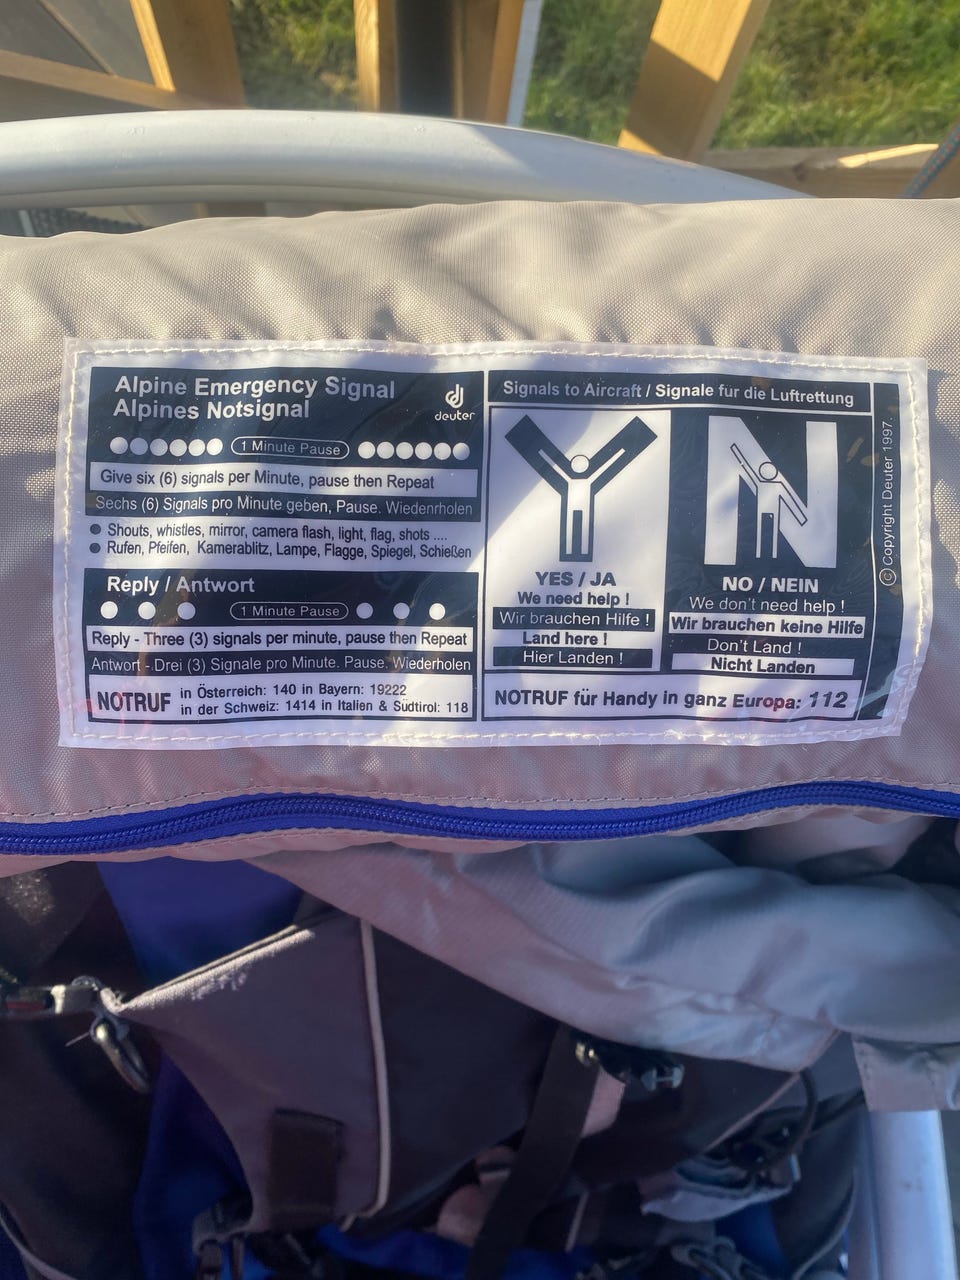 Alpine Emergency Signal
Alpines Notsignal
deuter
1 Minute Pause
Give six (6) signals per Minute, pause then Repeat
Sechs (6) Signals pro Minute geben, Pause. Wiedenrholen
Shouts, whistles, mirror, camera flash, light, flag, shots ....
Rufen, Pfeifen, Kamerablitz, Lampe, Flagge, Spiegel, Schießen
Reply / Antwort
1 Minute Pause
Reply - Three (3) signals per minute, pause then Repeat
Antwort - Drei (3) Signale pro Minute. Pause. Wiederholen
NOTRUF in Österreich: 140 in Bayern: 19222
in der Schweiz: 1414 in Italien & Südtirol: 118
Signals to Aircraft / Signale fur die Luftrettung
Y N
YES / JA
We need help !
Wir brauchen Hilfe !
Land here !
Hier Landen !
NO / NEIN
We don't need help !
Wir brauchen keine Hilfe
Don't Land !
Nicht Landen
NOTRUF für Handy in ganz Europa: 112
© Copyright Deuter 1997.